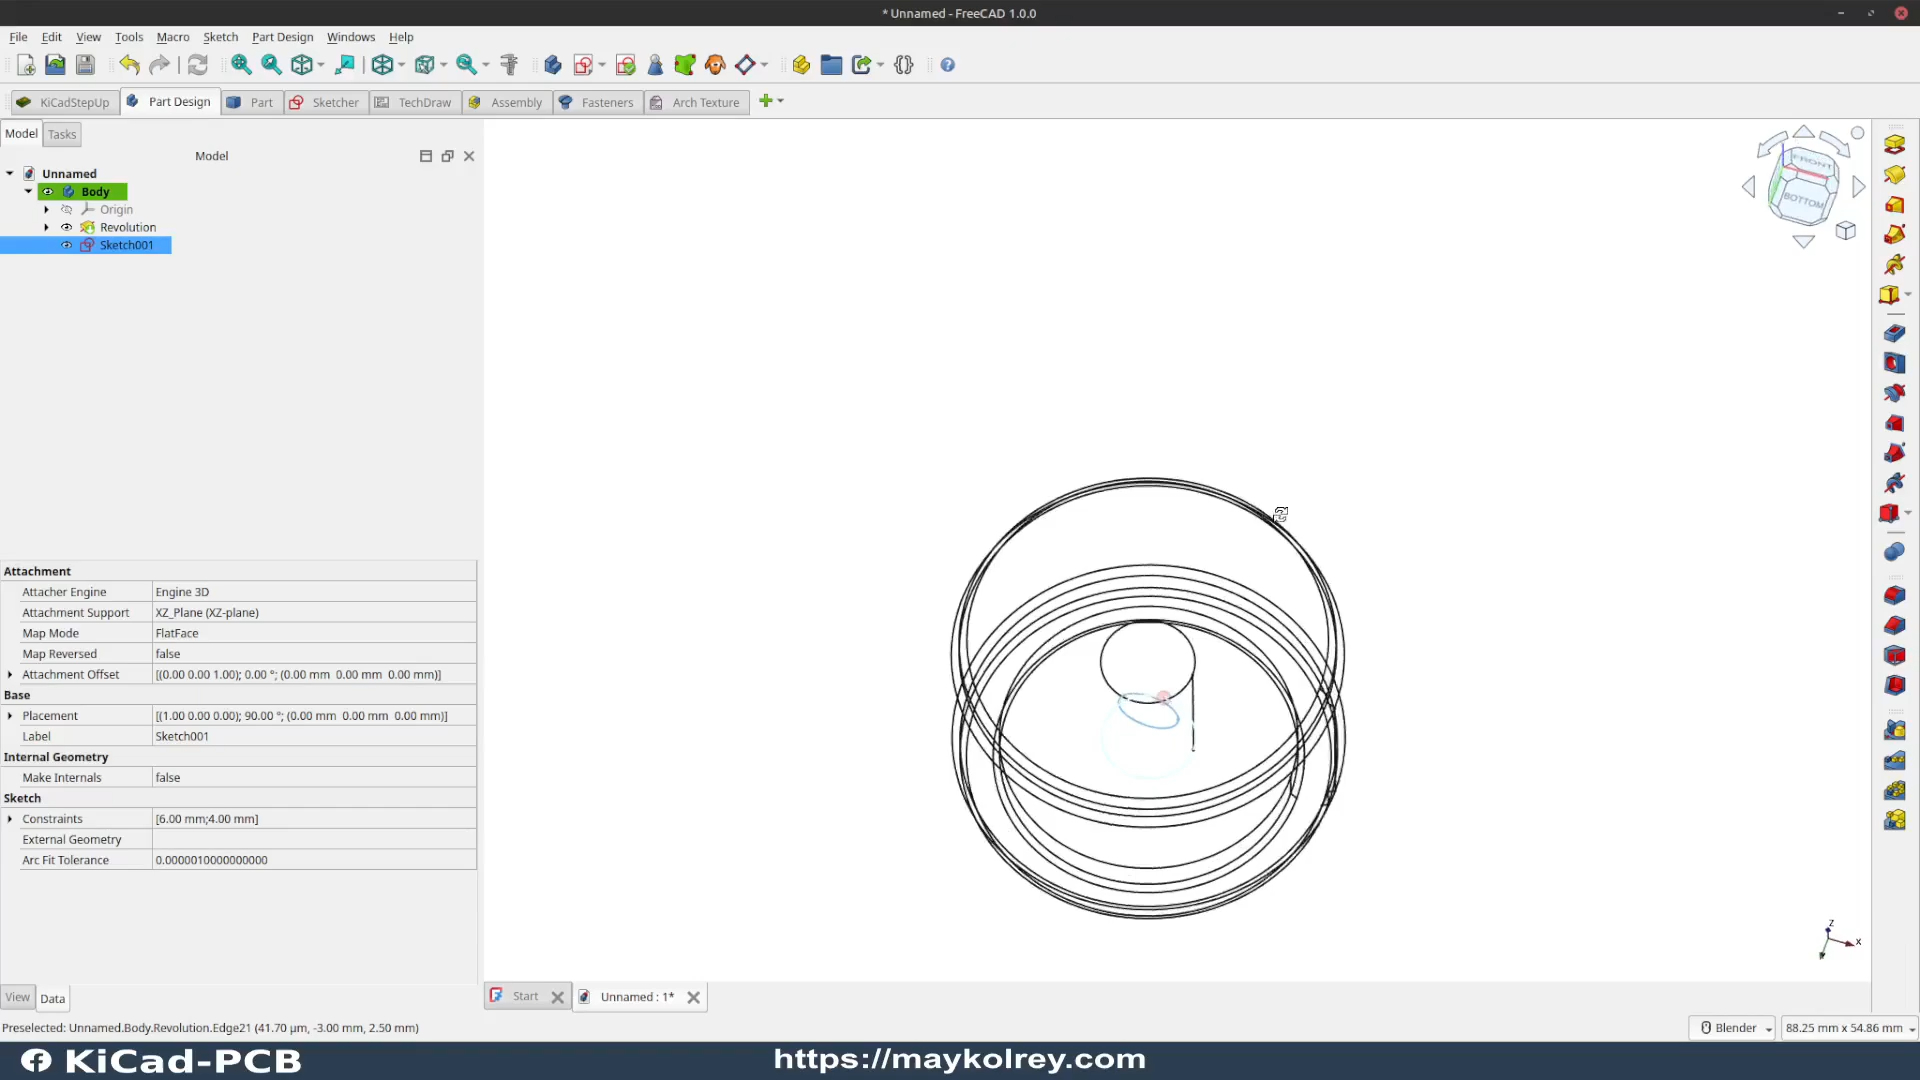 * Unnamed - FreeCAD 1.0.0
File Edit View Tools Macro Sketch Part Design Windows Help
KiCadStepUp Part Design Part Sketcher TechDraw Assembly Fasteners Arch Texture
Model Tasks
Model
Unnamed
Body
Origin
Revolution
Sketch001
FRONT
BOTTOM
Attachment
Attacher Engine Engine 3D
Attachment Support XZ_Plane (XZ-plane)
Map Mode FlatFace
Map Reversed false
Attachment Offset [(0.00 0.00 1.00); 0.00 °; (0.00 mm 0.00 mm 0.00 mm)]
Base
Placement [(1.00 0.00 0.00); 90.00 °; (0.00 mm 0.00 mm 0.00 mm)]
Label Sketch001
Internal Geometry
Make Internals false
Sketch
Constraints [6.00 mm;4.00 mm]
External Geometry
Arc Fit Tolerance 0.0000010000000000
Z
X
View Data
Start Unnamed : 1*
Preselected: Unnamed.Body.Revolution.Edge21 (41.70 µm, -3.00 mm, 2.50 mm)
Blender 88.25 mm x 54.86 mm
KiCad-PCB https://maykolrey.com